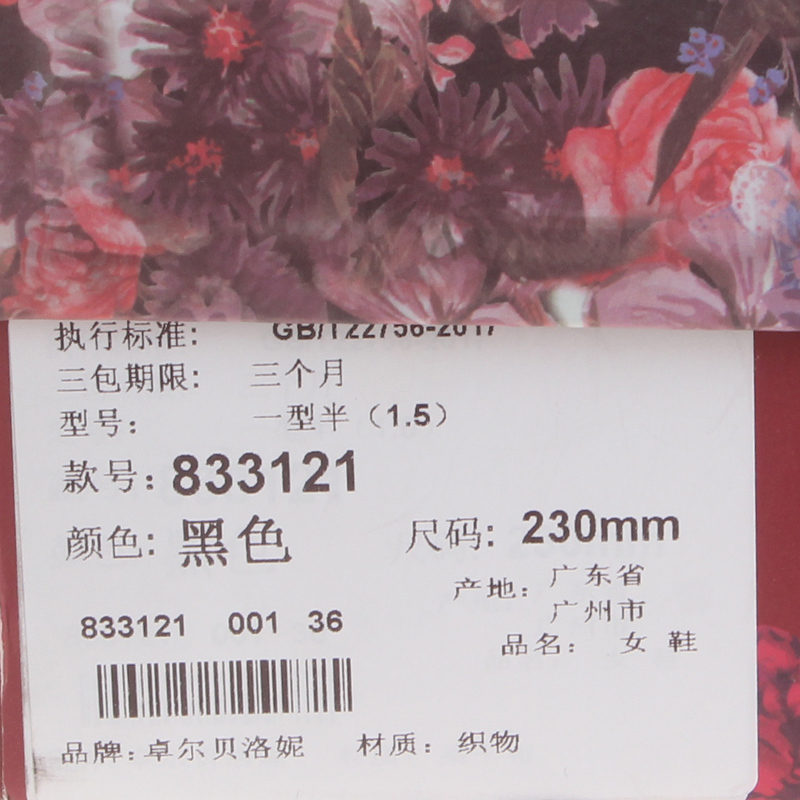 执行标准: GB/T22756-2017
三包期限: 三个月
型号: 一型半（1.5）
款号: 833121
颜色: 黑色 尺码: 230mm
产地: 广东省
广州市
833121 001 36
品名: 女鞋
品牌: 卓尔贝洛妮 材质: 织物